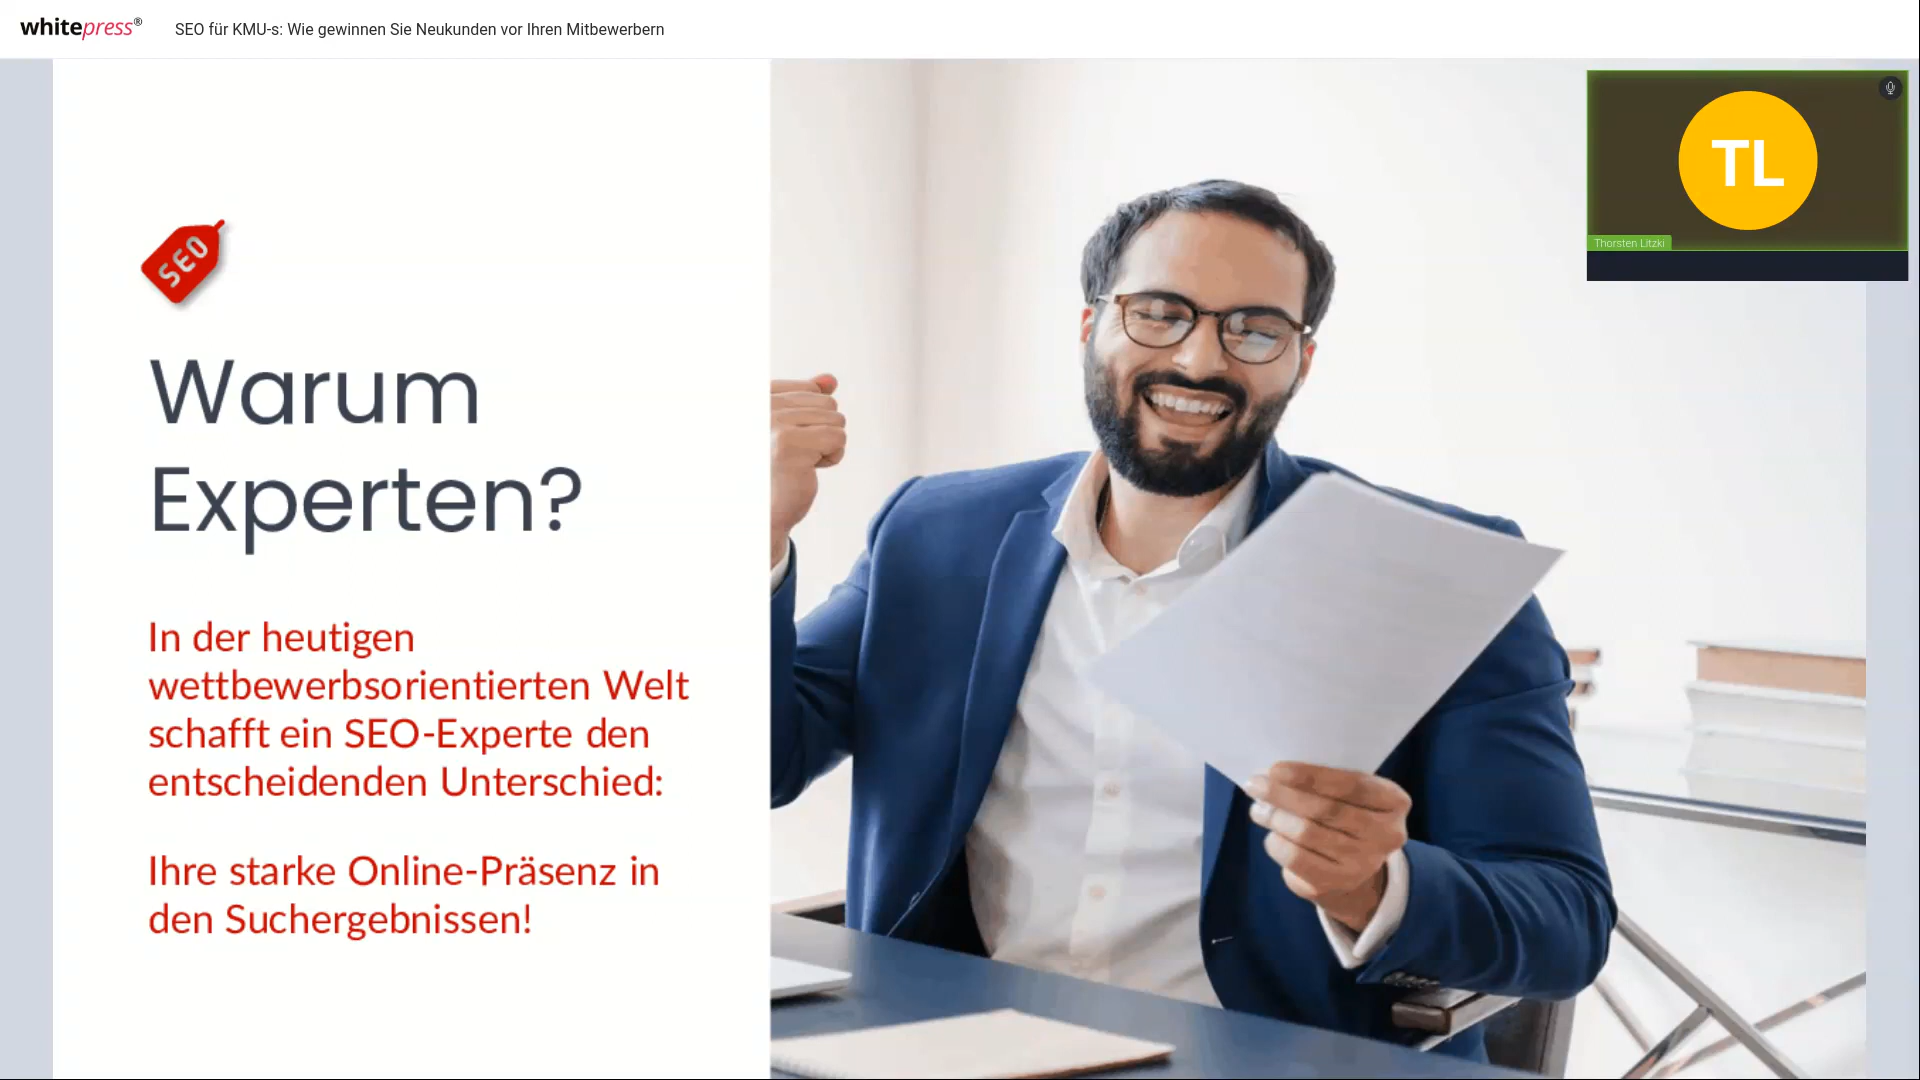 whitepress®
SEO für KMU-s: Wie gewinnen Sie Neukunden vor Ihren Mitbewerbern
TL
Thorsten Litzki
SEO
Warum
Experten?
In der heutigen
wettbewerbsorientierten Welt
schafft ein SEO-Experte den
entscheidenden Unterschied:
Ihre starke Online-Präsenz in
den Suchergebnissen!